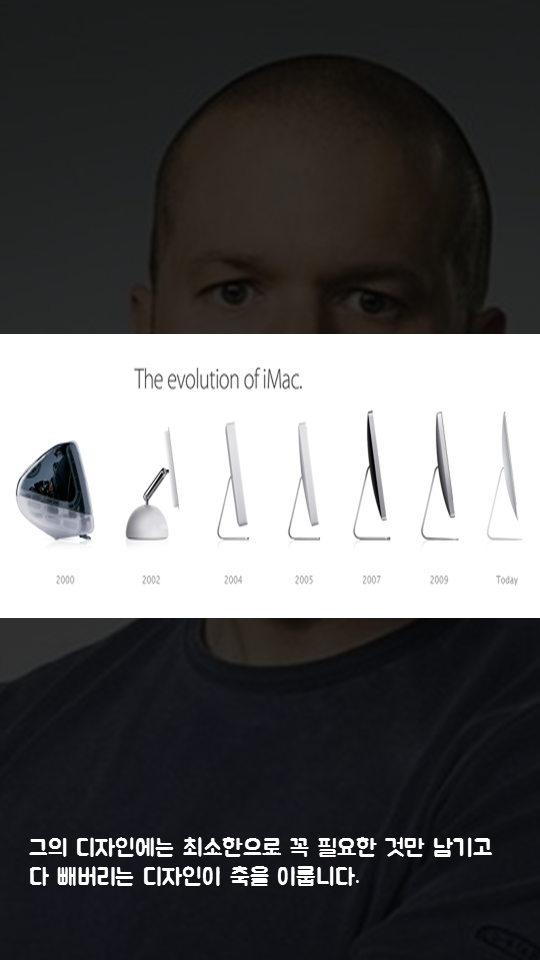 The evolution of iMac.
2000 2002 2004 2005 2007 2009 Today
그의 디자인에는 최소한으로 꼭 필요한 것만 남기고
다 빼버리는 디자인이 축을 이룹니다.